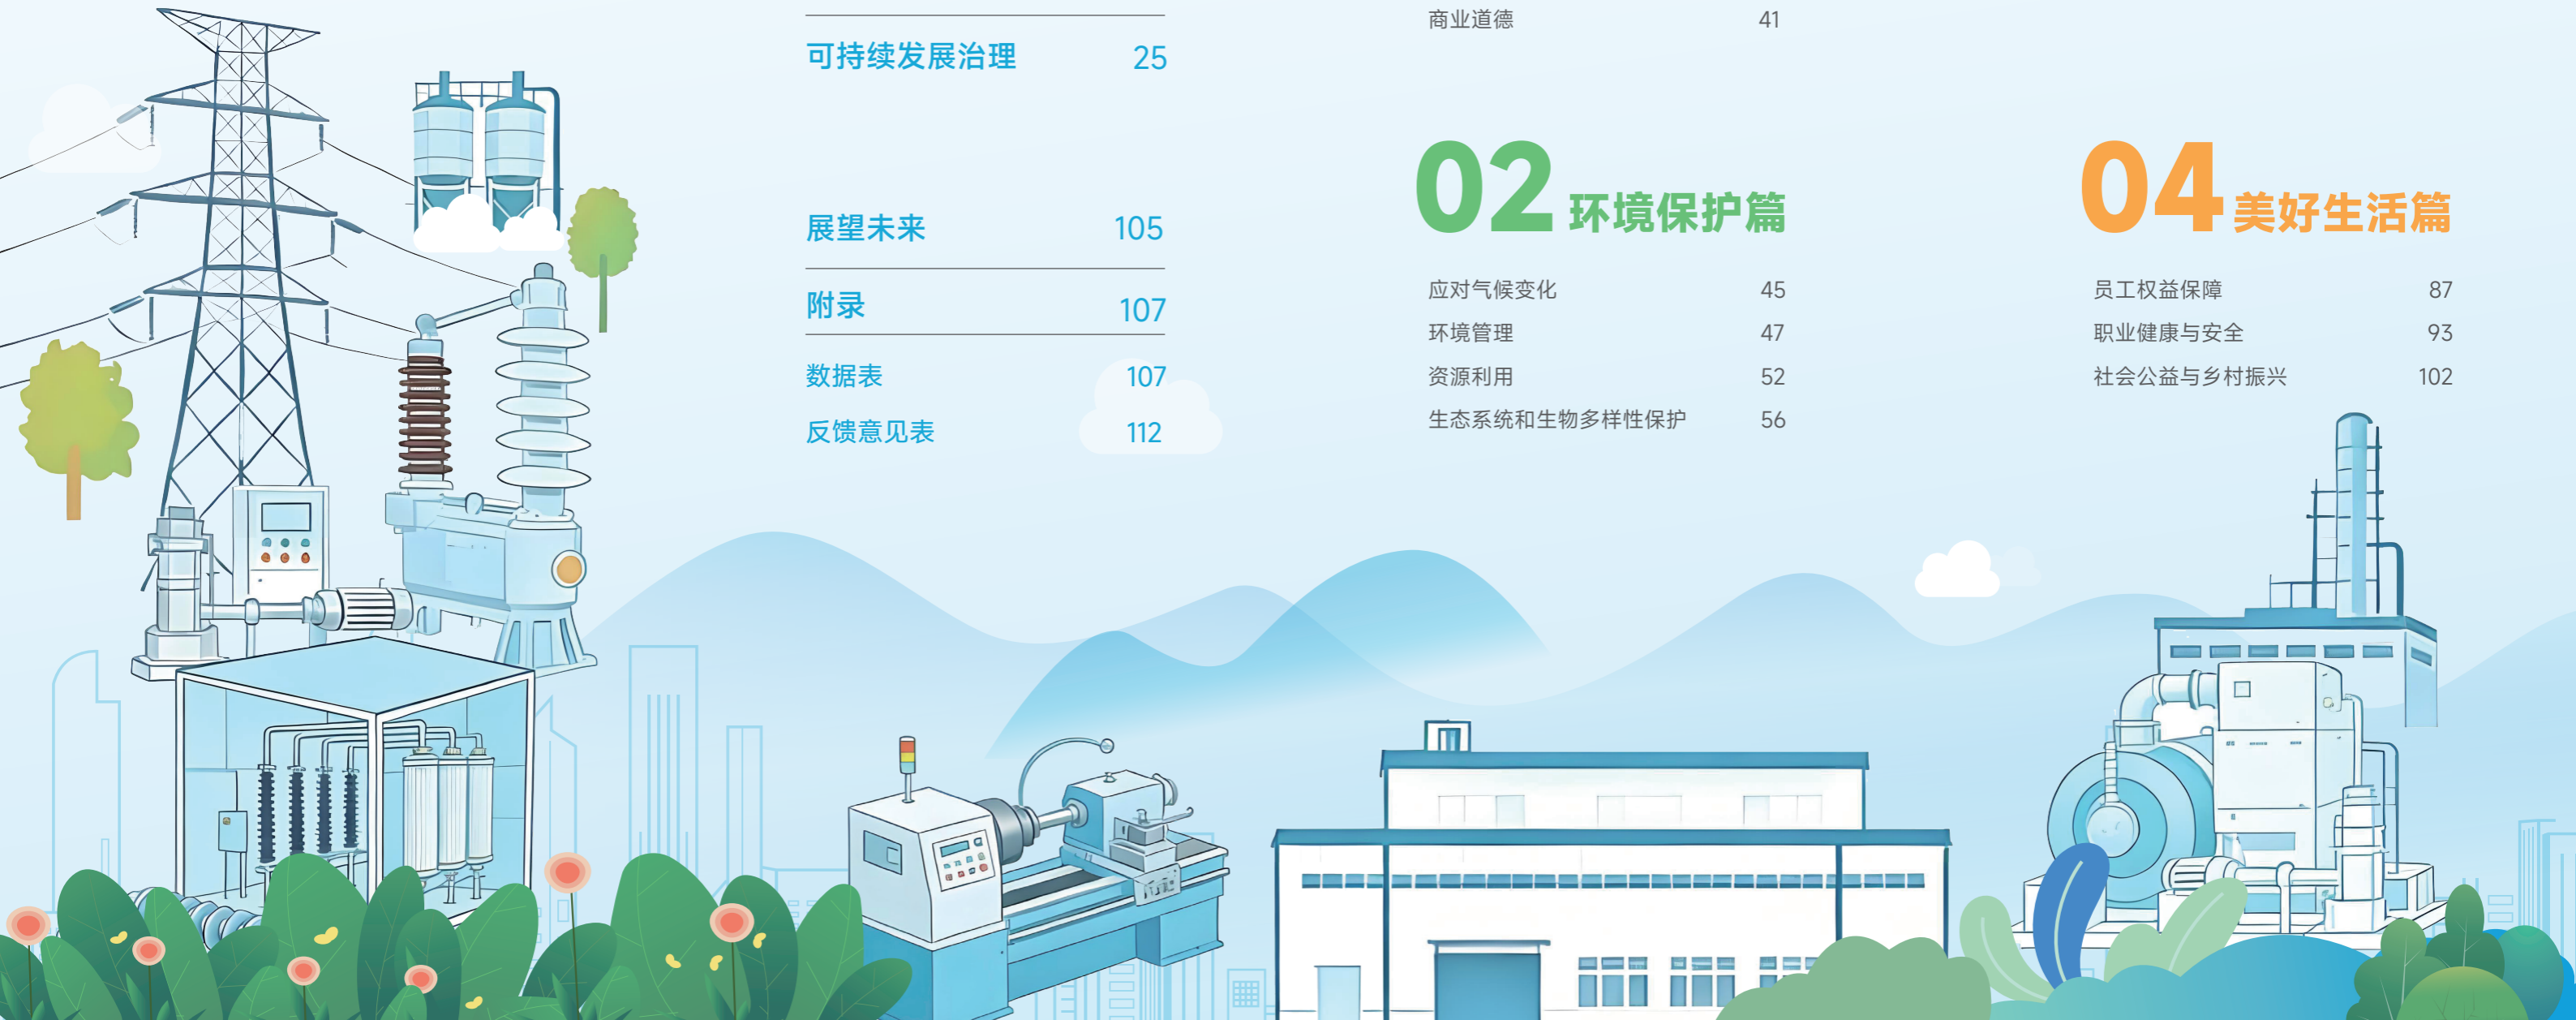 可持续发展治理 25
展望未来 105
附录 107
数据表 107
反馈意见表 112
商业道德 41
02 环境保护篇
应对气候变化 45
环境管理 47
资源利用 52
生态系统和生物多样性保护 56
04 美好生活篇
员工权益保障 87
职业健康与安全 93
社会公益与乡村振兴 102